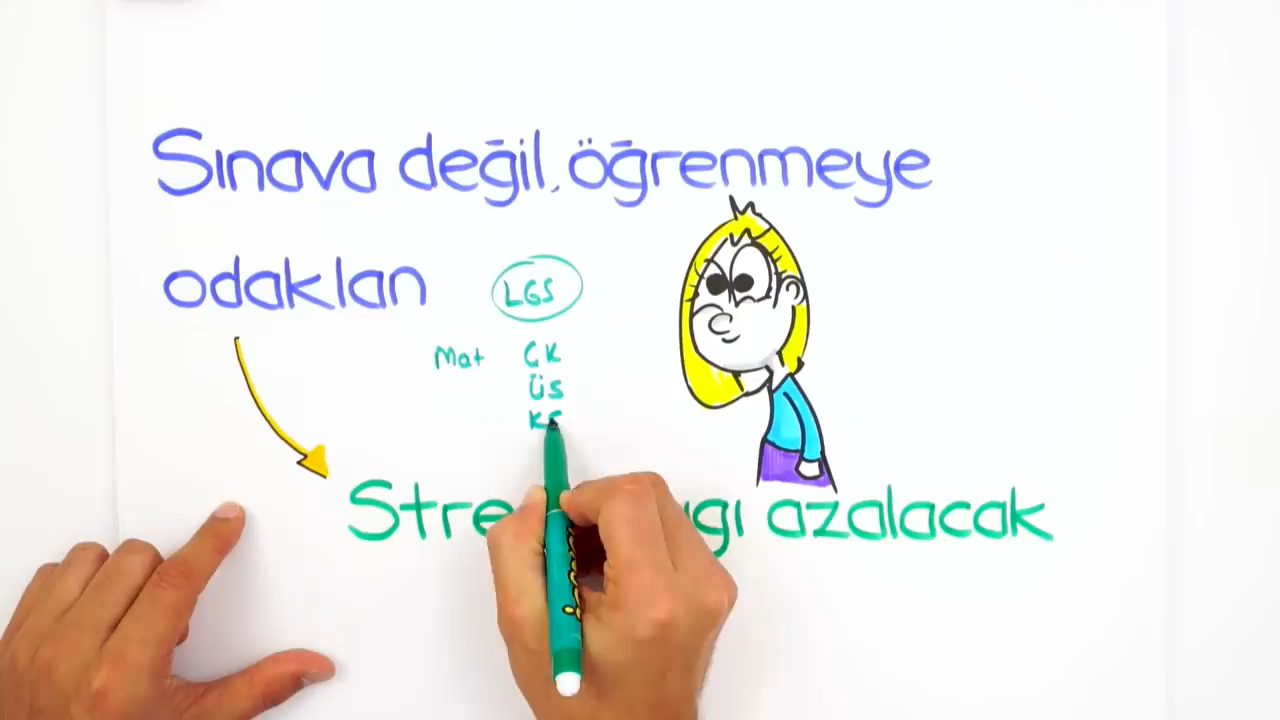 Sınava değil, öğrenmeye
odaklan
LGS
Mat ÇK
ÜS
azalacak